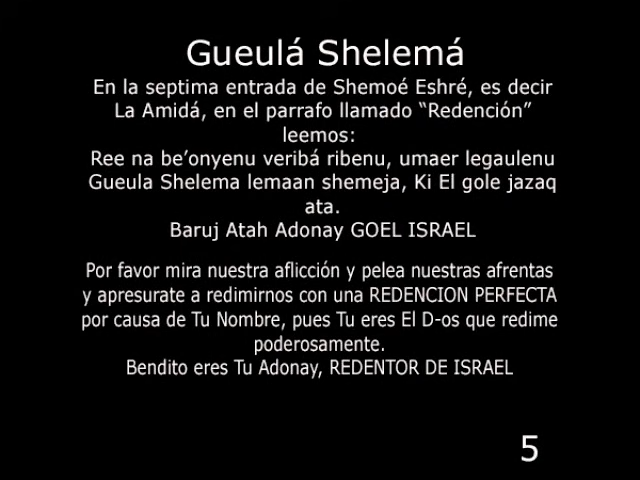 Gueulá Shelemá
En la septima entrada de Shemoé Eshré, es decir
La Amidá, en el parrafo llamado “Redención”
leemos:
Ree na be’onyenu veribá ribenu, umaer legaulenu
Gueula Shelema lemaan shemeja, Ki El gole jazaq
ata.
Baruj Atah Adonay GOEL ISRAEL
Por favor mira nuestra aflicción y pelea nuestras afrentas
y apresurate a redimirnos con una REDENCION PERFECTA
por causa de Tu Nombre, pues Tu eres El D-os que redime
poderosamente.
Bendito eres Tu Adonay, REDENTOR DE ISRAEL
5